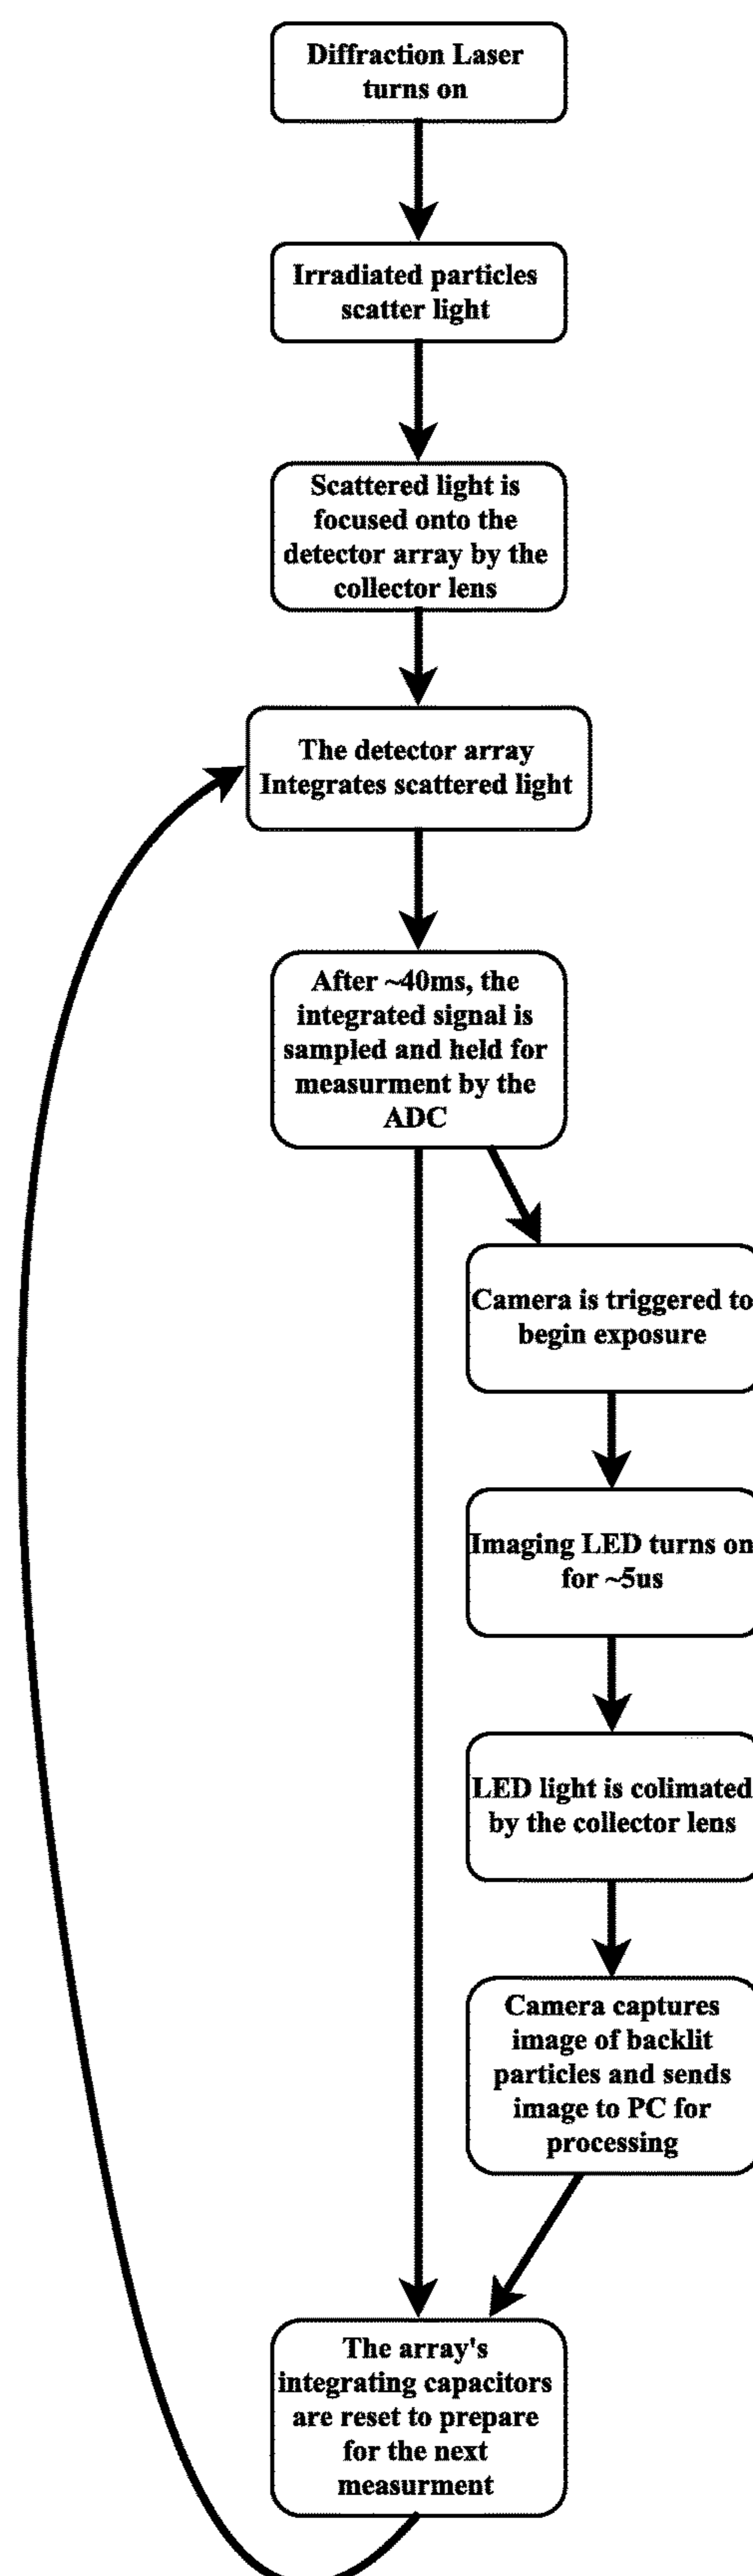 Diffraction Laser
turns on
Irradiated particles
scatter light
Scattered light is
focused onto the
detector array by the
collector lens
The detector array
Integrates scattered light
After ~40ms, the
integrated signal is
sampled and held for
measurment by the
ADC
Camera is triggered to
begin exposure
Imaging LED turns on
for ~5us
LED light is colimated
by the collector lens
Camera captures
image of backlit
particles and sends
image to PC for
processing
The array's
integrating capacitors
are reset to prepare
for the next
measurment